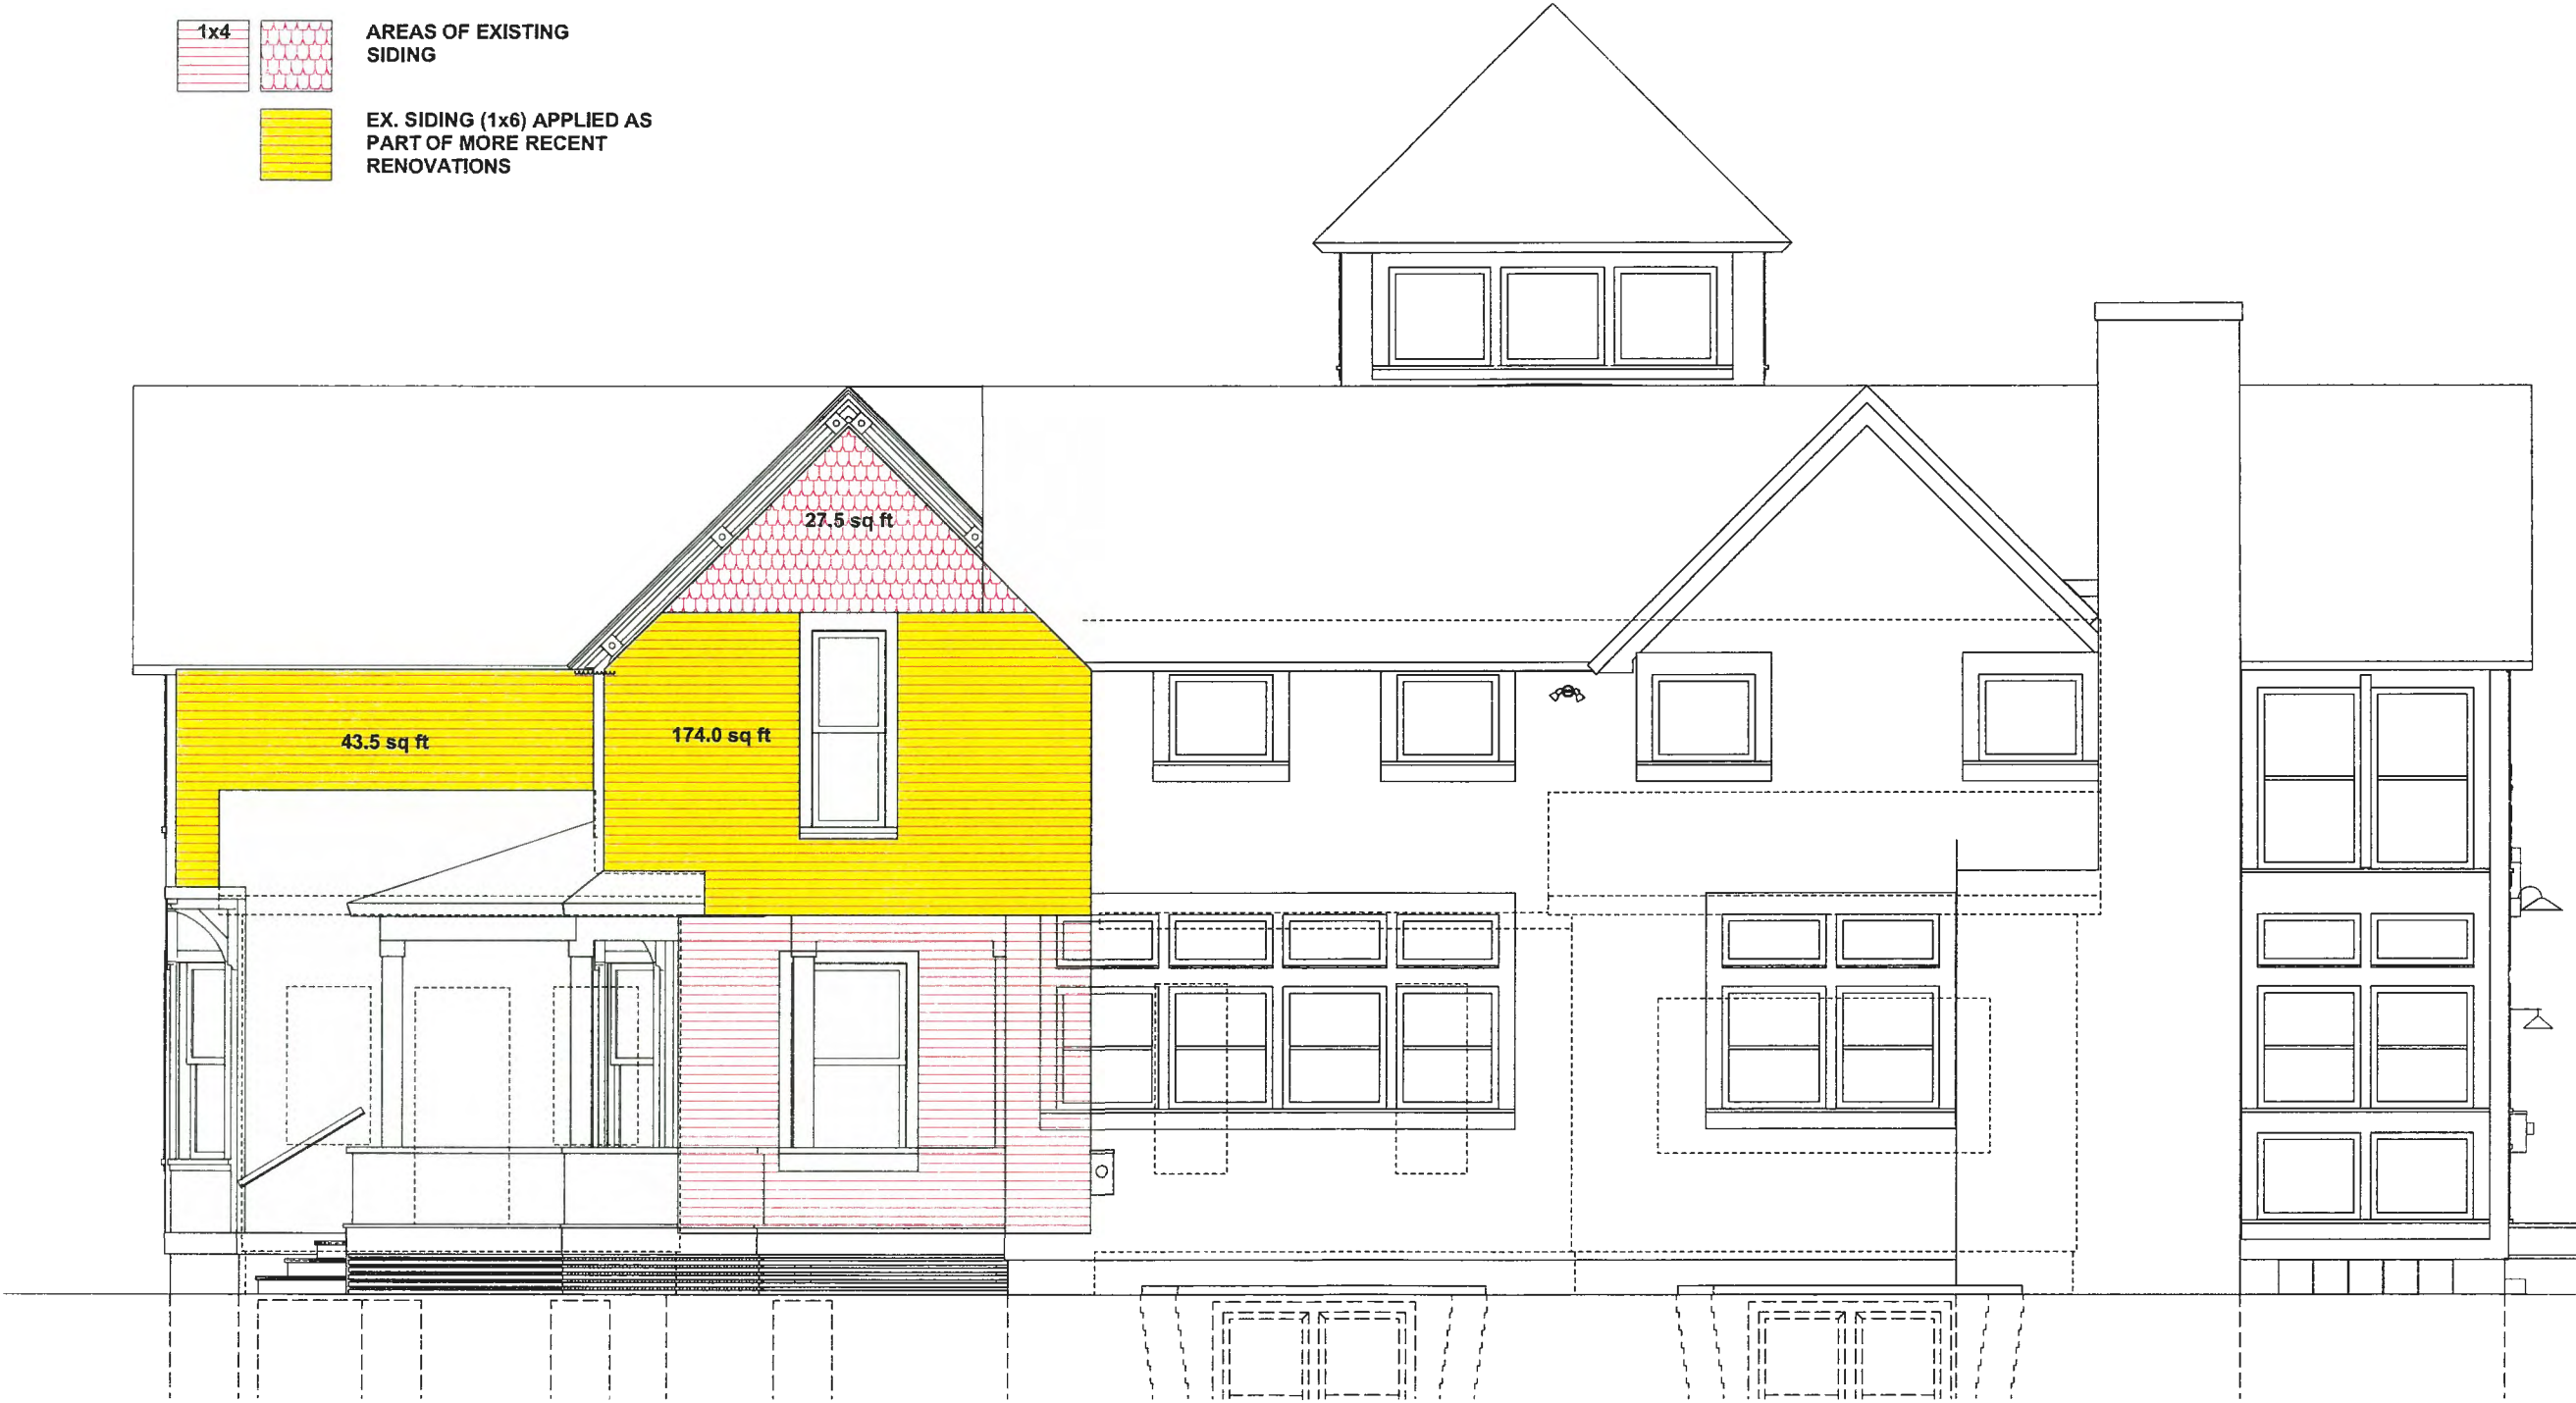 1x4
AREAS OF EXISTING
SIDING
EX. SIDING (1x6) APPLIED AS
PART OF MORE RECENT
RENOVATIONS
27.5 sq ft
43.5 sq ft
174.0 sq ft